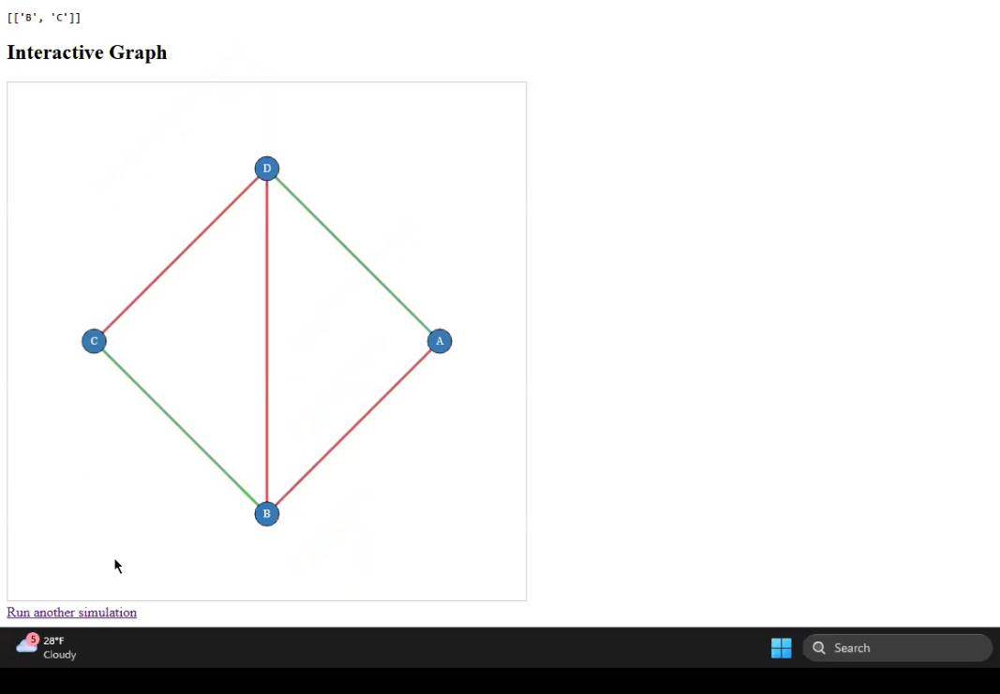 [['B', 'C']]
Interactive Graph
D
C
A
B
Run another simulation
5
28°F
Cloudy
Search